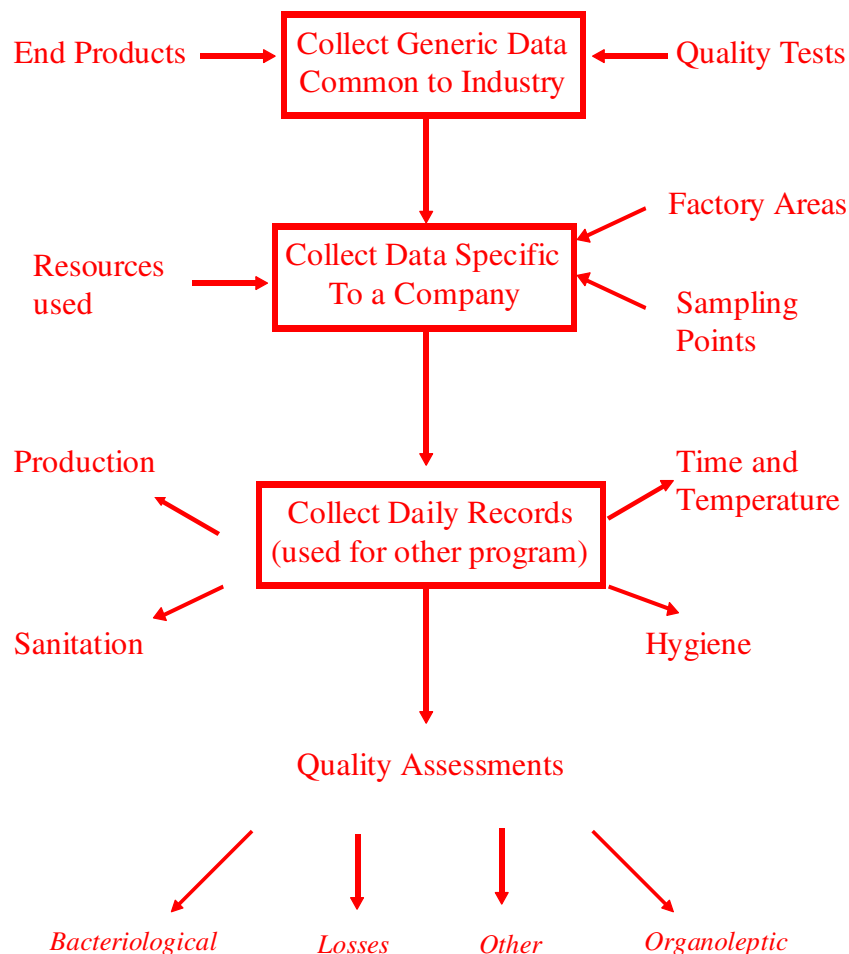 End Products
Collect Generic Data
Common to Industry
Quality Tests
Factory Areas
Resources
used
Collect Data Specific
To a Company
Sampling
Points
Production
Time and
Temperature
Collect Daily Records
(used for other program)
Sanitation
Hygiene
Quality Assessments
Bacteriological
Losses
Other
Organoleptic